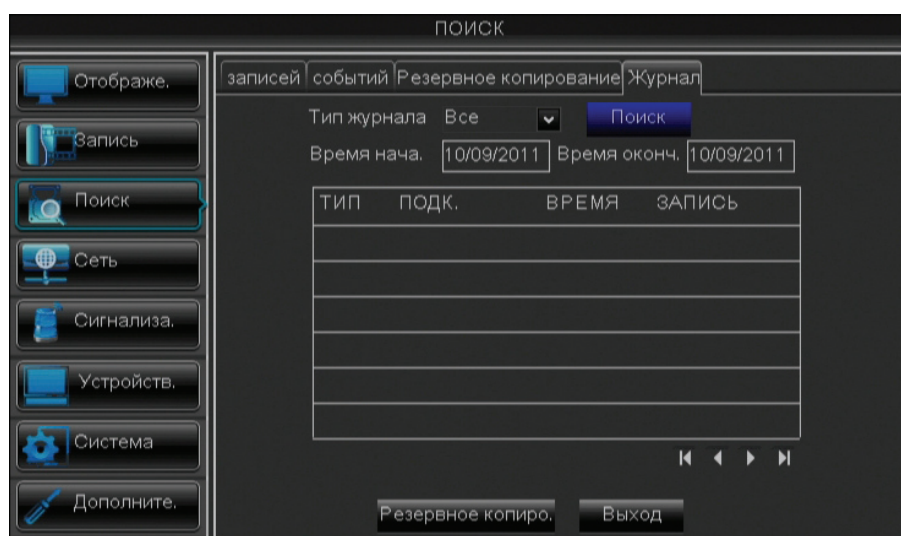 ПОИСК
Отображе.
Запись
Поиск
Сеть
Сигнализа.
Устройств.
Система
Дополните.
записей событий Резервное копирование Журнал
Тип журнала Все Поиск
Время нача. 10/09/2011 Время оконч. 10/09/2011
ТИП ПОДК. ВРЕМЯ ЗАПИСЬ
Резервное копиро. Выход